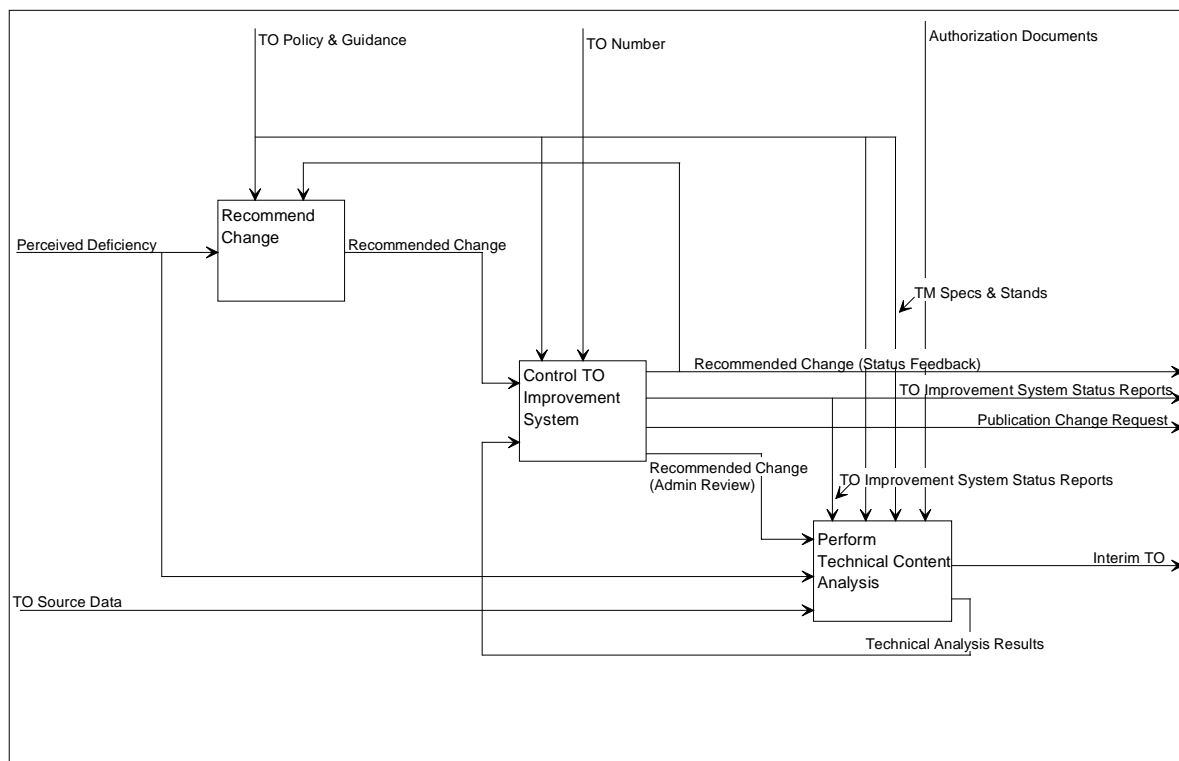 TO Policy & Guidance
TO Number
Authorization Documents
Recommend
Change
Perceived Deficiency
Recommended Change
TM Specs & Stands
Recommended Change (Status Feedback)
Control TO
Improvement
System
TO Improvement System Status Reports
Publication Change Request
Recommended Change
(Admin Review)
TO Improvement System Status Reports
Perform
Technical Content
Analysis
Interim TO
TO Source Data
Technical Analysis Results